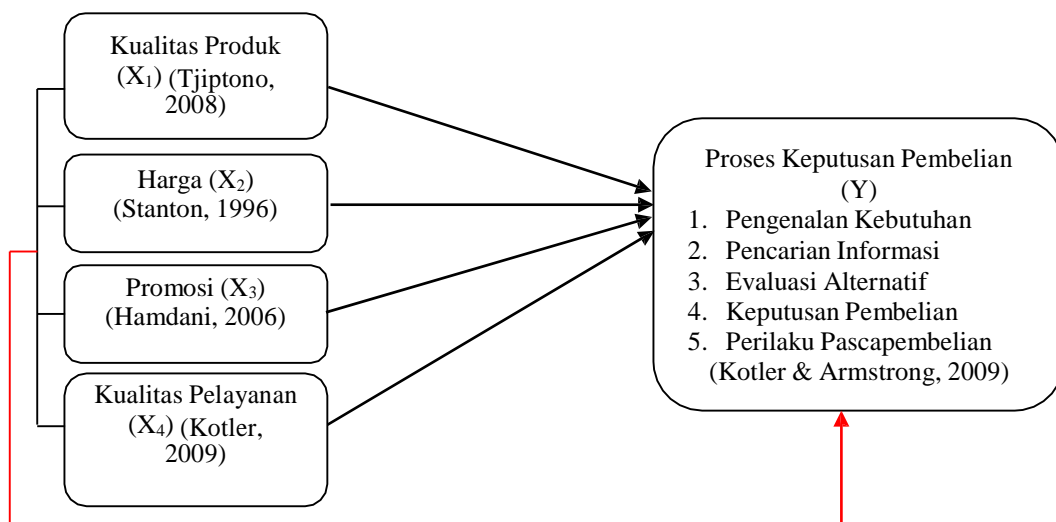 Kualitas Produk
(X₁) (Tjiptono,
2008)
Harga (X₂)
(Stanton, 1996)
Promosi (X₃)
(Hamdani, 2006)
Kualitas Pelayanan
(X₄) (Kotler,
2009)
Proses Keputusan Pembelian
(Y)
1. Pengenalan Kebutuhan
2. Pencarian Informasi
3. Evaluasi Alternatif
4. Keputusan Pembelian
5. Perilaku Pascapembelian
(Kotler & Armstrong, 2009)